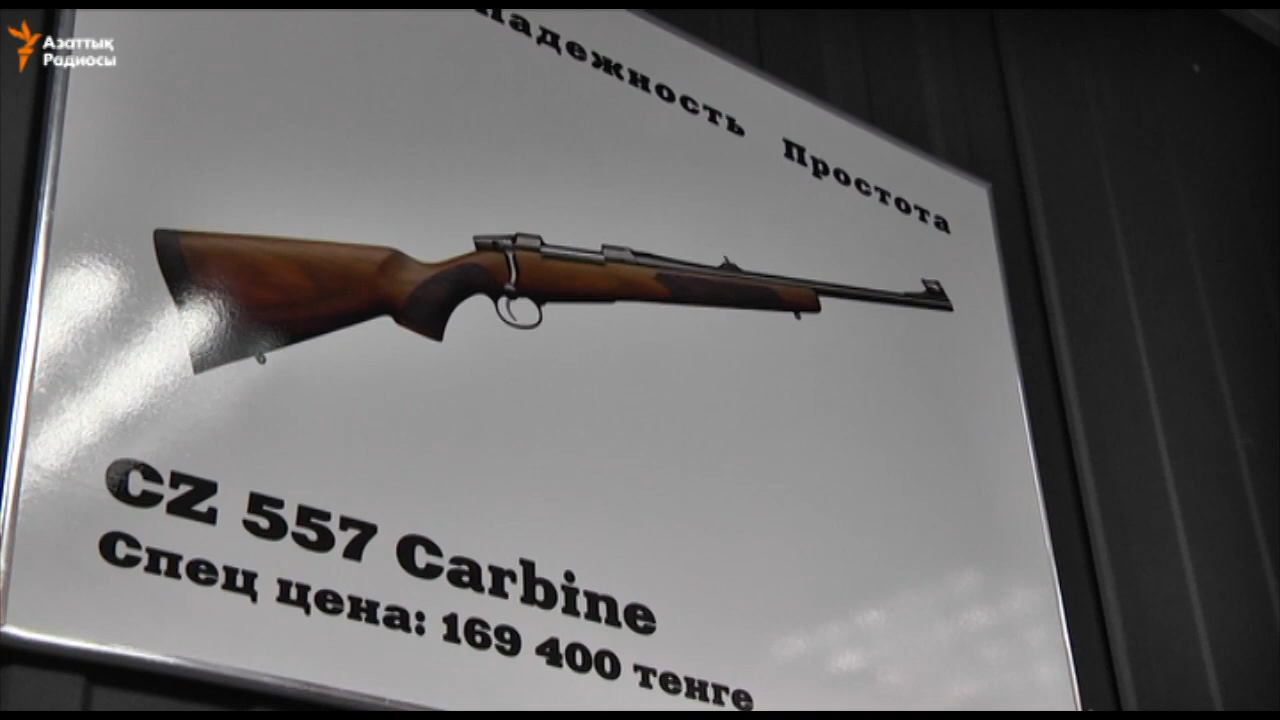 Азаттық
Радиосы
Надежность Простота
CZ 557 Carbine
Спец цена: 169 400 тенге